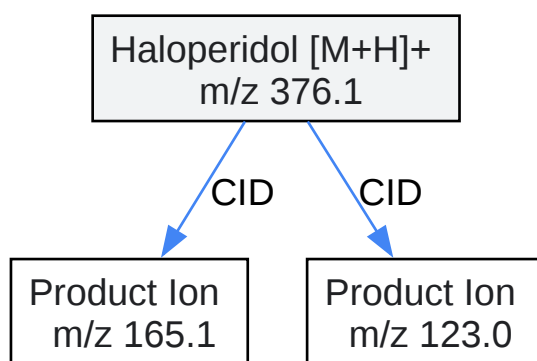 Haloperidol [M+H]+
m/z 376.1
CID
CID
Product Ion
m/z 165.1
Product Ion
m/z 123.0